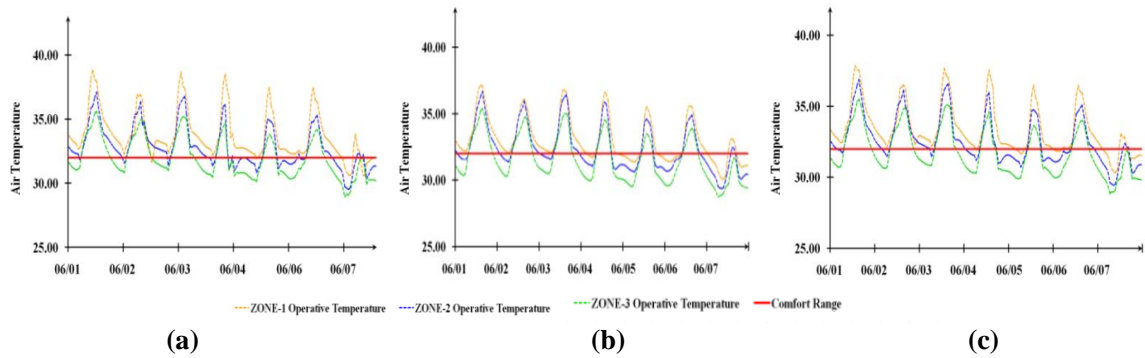 Air Temperature
40.00
35.00
30.00
25.00
06/01 06/02 06/03 06/04 06/06 06/07
Air Temperature
40.00
35.00
30.00
25.00
06/01 06/02 06/03 06/04 06/05 06/06 06/07
Air Temperature
40.00
35.00
30.00
25.00
06/01 06/02 06/03 06/04 06/05 06/06 06/07
ZONE-1 Operative Temperature ZONE-2 Operative Temperature ZONE-3 Operative Temperature Comfort Range
(a) (b) (c)